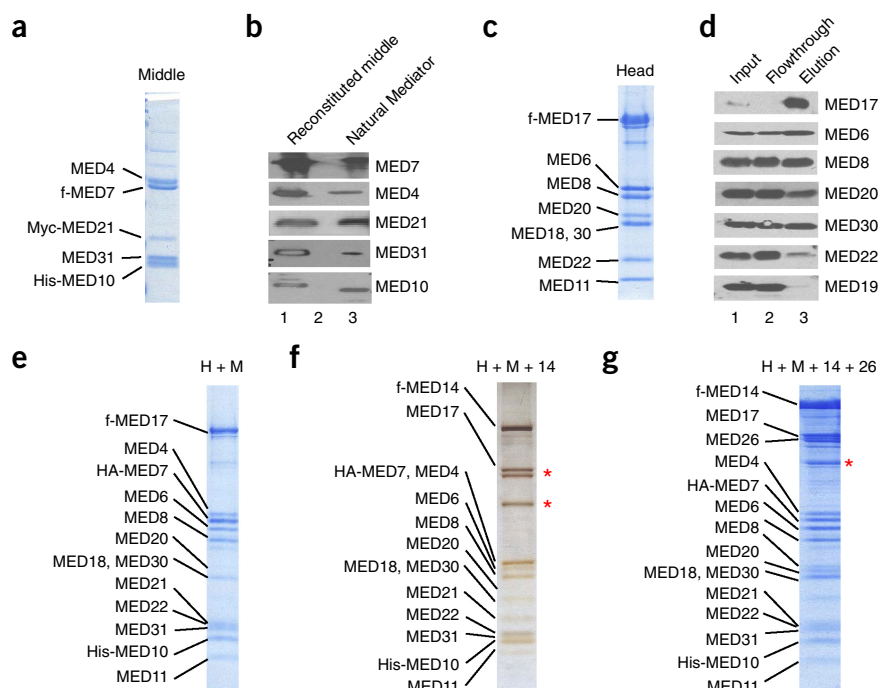 a
Middle
MED4
f-MED7
Myc-MED21
MED31
His-MED10
b
Reconstituted middle
Natural Mediator
MED7
MED4
MED21
MED31
MED10
1 2 3
c
Head
f-MED17
MED6
MED8
MED20
MED18, 30
MED22
MED11
d
Input
Flowthrough
Elution
MED17
MED6
MED8
MED20
MED30
MED22
MED19
1 2 3
e
H + M
f-MED17
MED4
HA-MED7
MED6
MED8
MED20
MED18, MED30
MED21
MED22
MED31
His-MED10
MED11
f
H + M + 14
f-MED14
MED17
*
HA-MED7, MED4
*
MED6
MED8
MED20
MED18, MED30
MED21
MED22
MED31
His-MED10
MED11
g
H + M + 14 + 26
f-MED14
MED17
MED26
MED4
*
HA-MED7
MED6
MED8
MED20
MED18, MED30
MED21
MED22
MED31
His-MED10
MED11